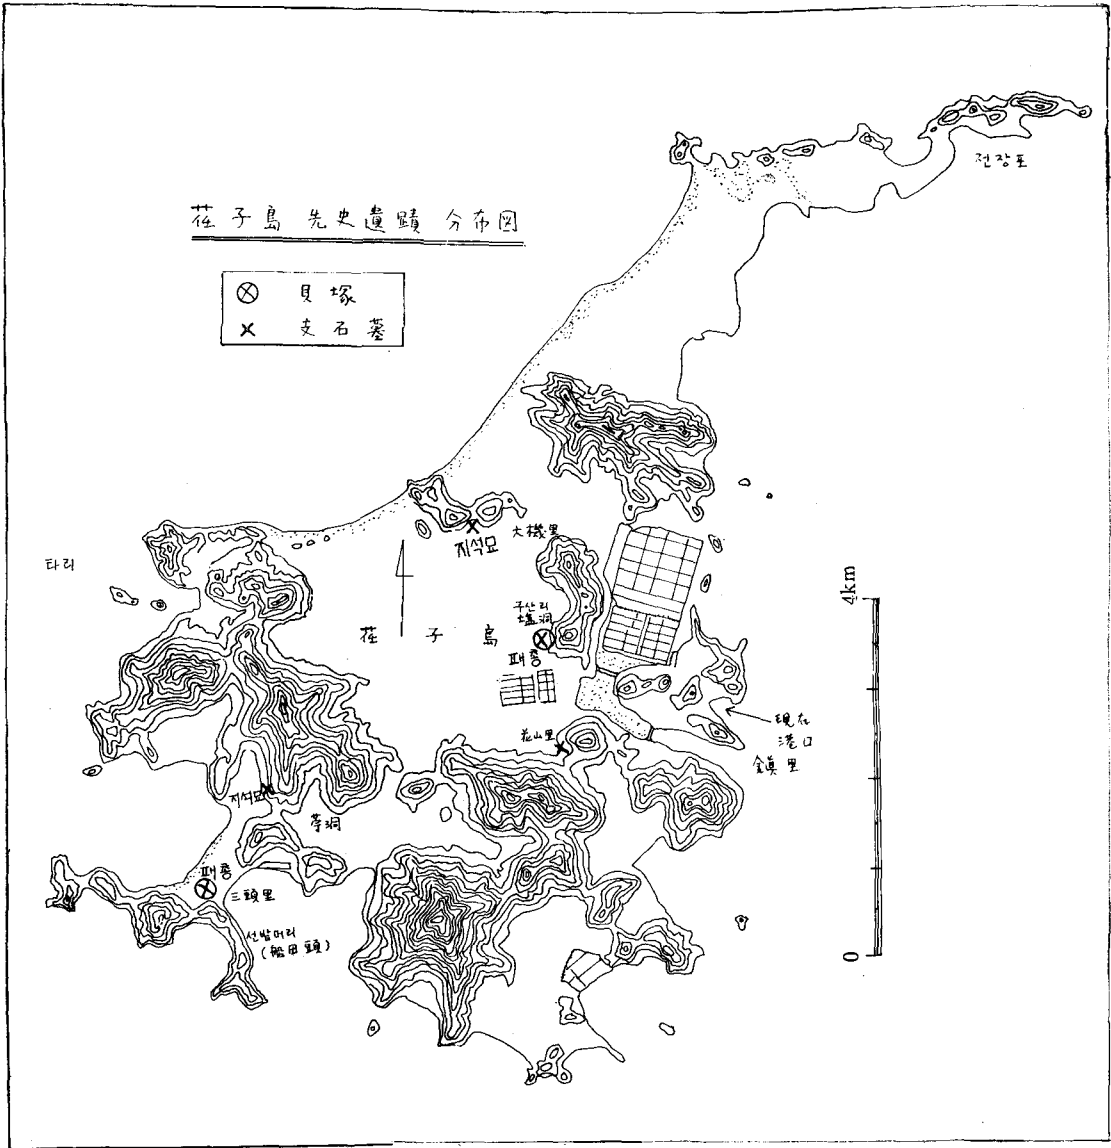 荏子島 先史遺蹟 分布図
⊗ 貝塚
× 支石墓
전장포
大機里
지석묘
타리
4km
구산리
塩洞
荏子島
패총
荏山里
現在
港口
鎭里
지석묘
芧洞
패총
三頭里
선밭머리
(船田頭)
0